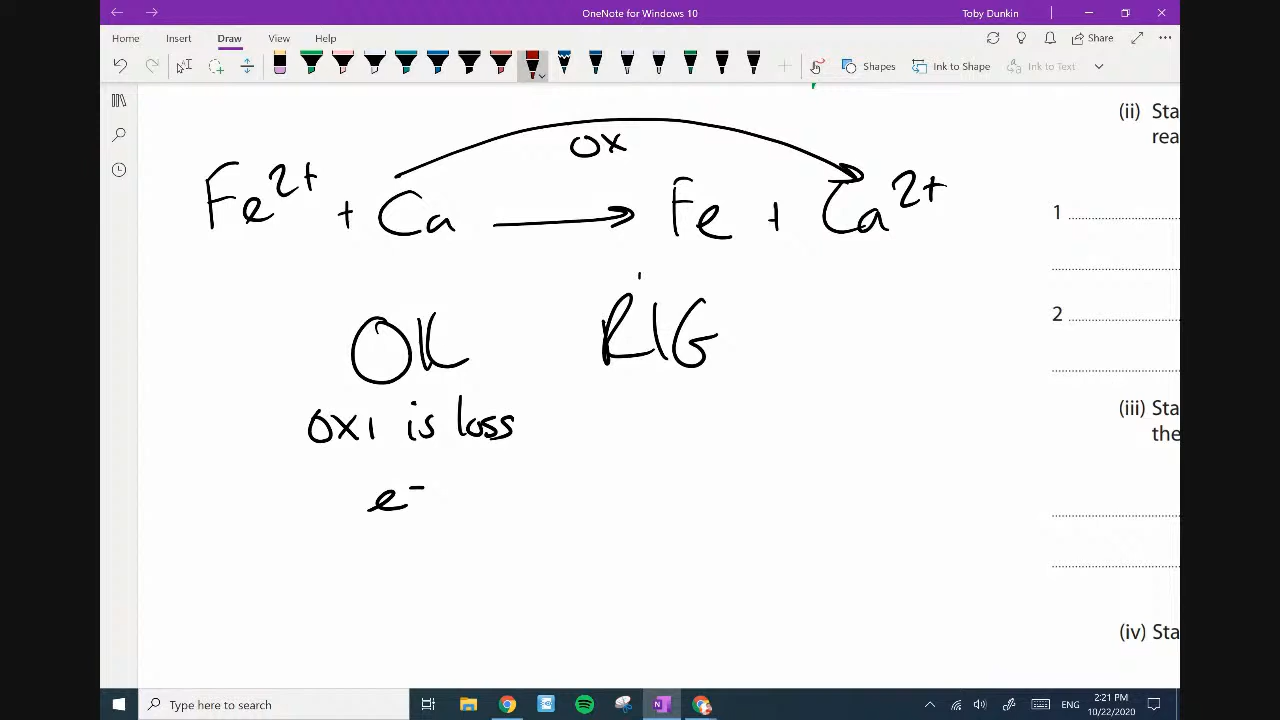 OneNote for Windows 10
Toby Dunkin
Home Insert Draw View Help
Share
Shapes Ink to Shape Ink to Text
(ii) Sta
rea
ox
Fe²⁺ + Ca → Fe + Ca²⁺
1
OIL RIG
2
oxi is loss
(iii) Sta
the
e⁻
(iv) Sta
Type here to search
ENG
2:21 PM
10/22/2020